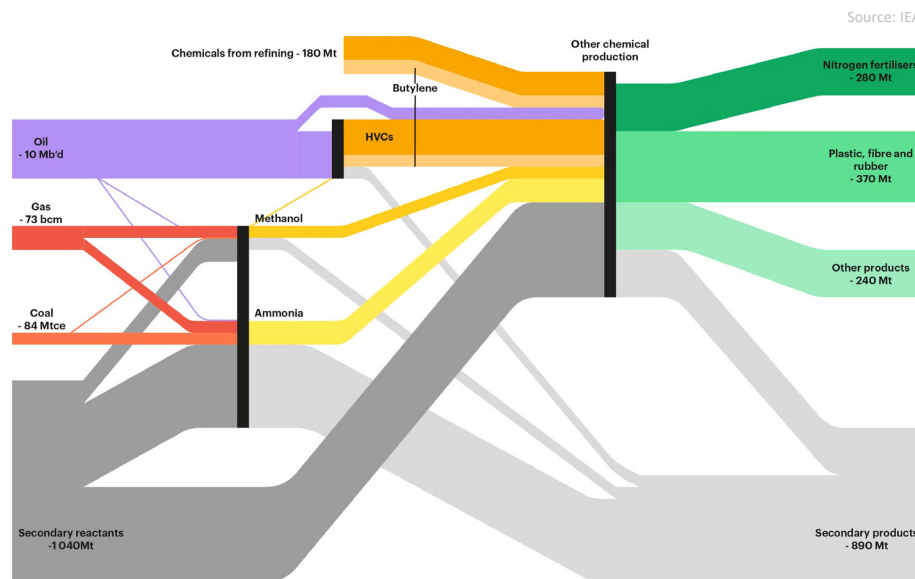 Source: IEA
Chemicals from refining - 180 Mt
Other chemical
production
Nitrogen fertilisers
- 280 Mt
Butylene
Oil
- 10 Mb'd
HVCs
Plastic, fibre and
rubber
- 370 Mt
Gas
- 73 bcm
Methanol
Other products
- 240 Mt
Coal
- 84 Mtce
Ammonia
Secondary reactants
-1 040Mt
Secondary products
- 890 Mt